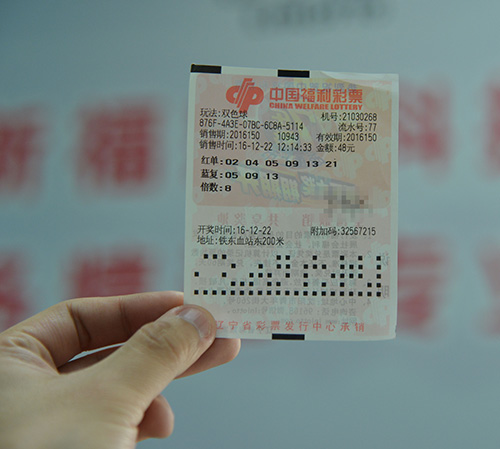 中国福利彩票
CHINA WELFARE LOTTERY
玩法:双色球 机号:21030268
876F-4A3E-07BC-6C8A-5114 流水号:77
销售期:2016150 10943 有效期:2016150
销售时间:16-12-22 12:14:33 金额:48元
红单: 02 04 05 09 13 21
蓝复:05 09 13
倍数:8
开奖时间:16-12-22 附加码:32567215
地址:铁东血站东200米
辽宁省彩票发行中心承销